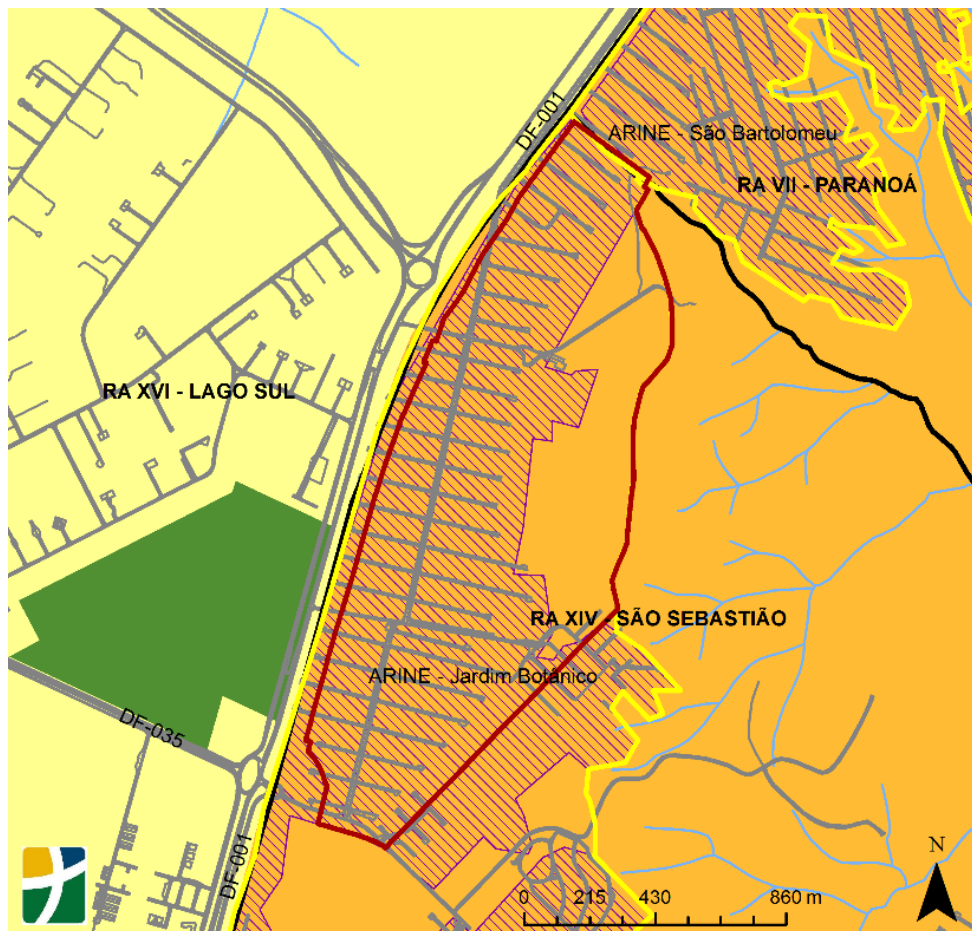 DF-001
ARINE - São Bartolomeu
RA VII - PARANOÁ
RA XVI - LAGO SUL
RA XIV - SÃO SEBASTIÃO
ARINE - Jardim Botânico
DF-035
DF-001
N
0 215 430 860 m